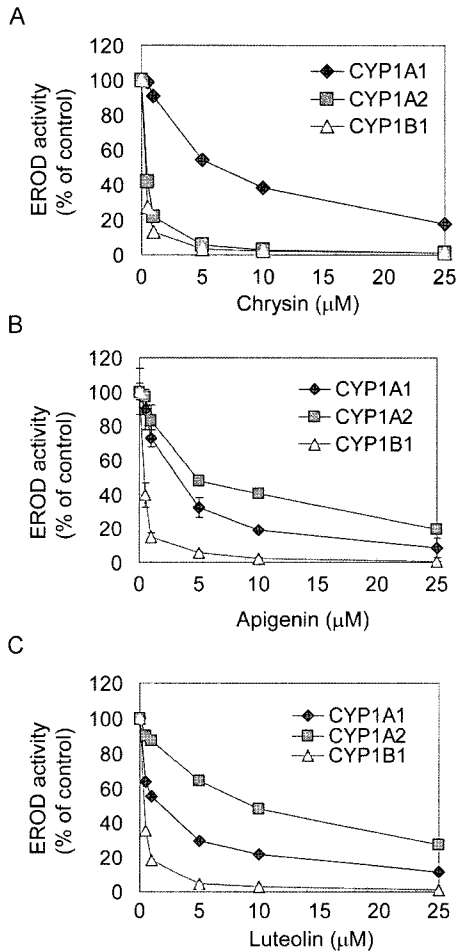 A
EROD activity
(% of control)
120
100
80
60
40
20
0
CYP1A1
CYP1A2
CYP1B1
0 5 10 15 20 25
Chrysin (μM)
B
EROD activity
(% of control)
120
100
80
60
40
20
0
CYP1A1
CYP1A2
CYP1B1
0 5 10 15 20 25
Apigenin (μM)
C
EROD activity
(% of control)
120
100
80
60
40
20
0
CYP1A1
CYP1A2
CYP1B1
0 5 10 15 20 25
Luteolin (μM)